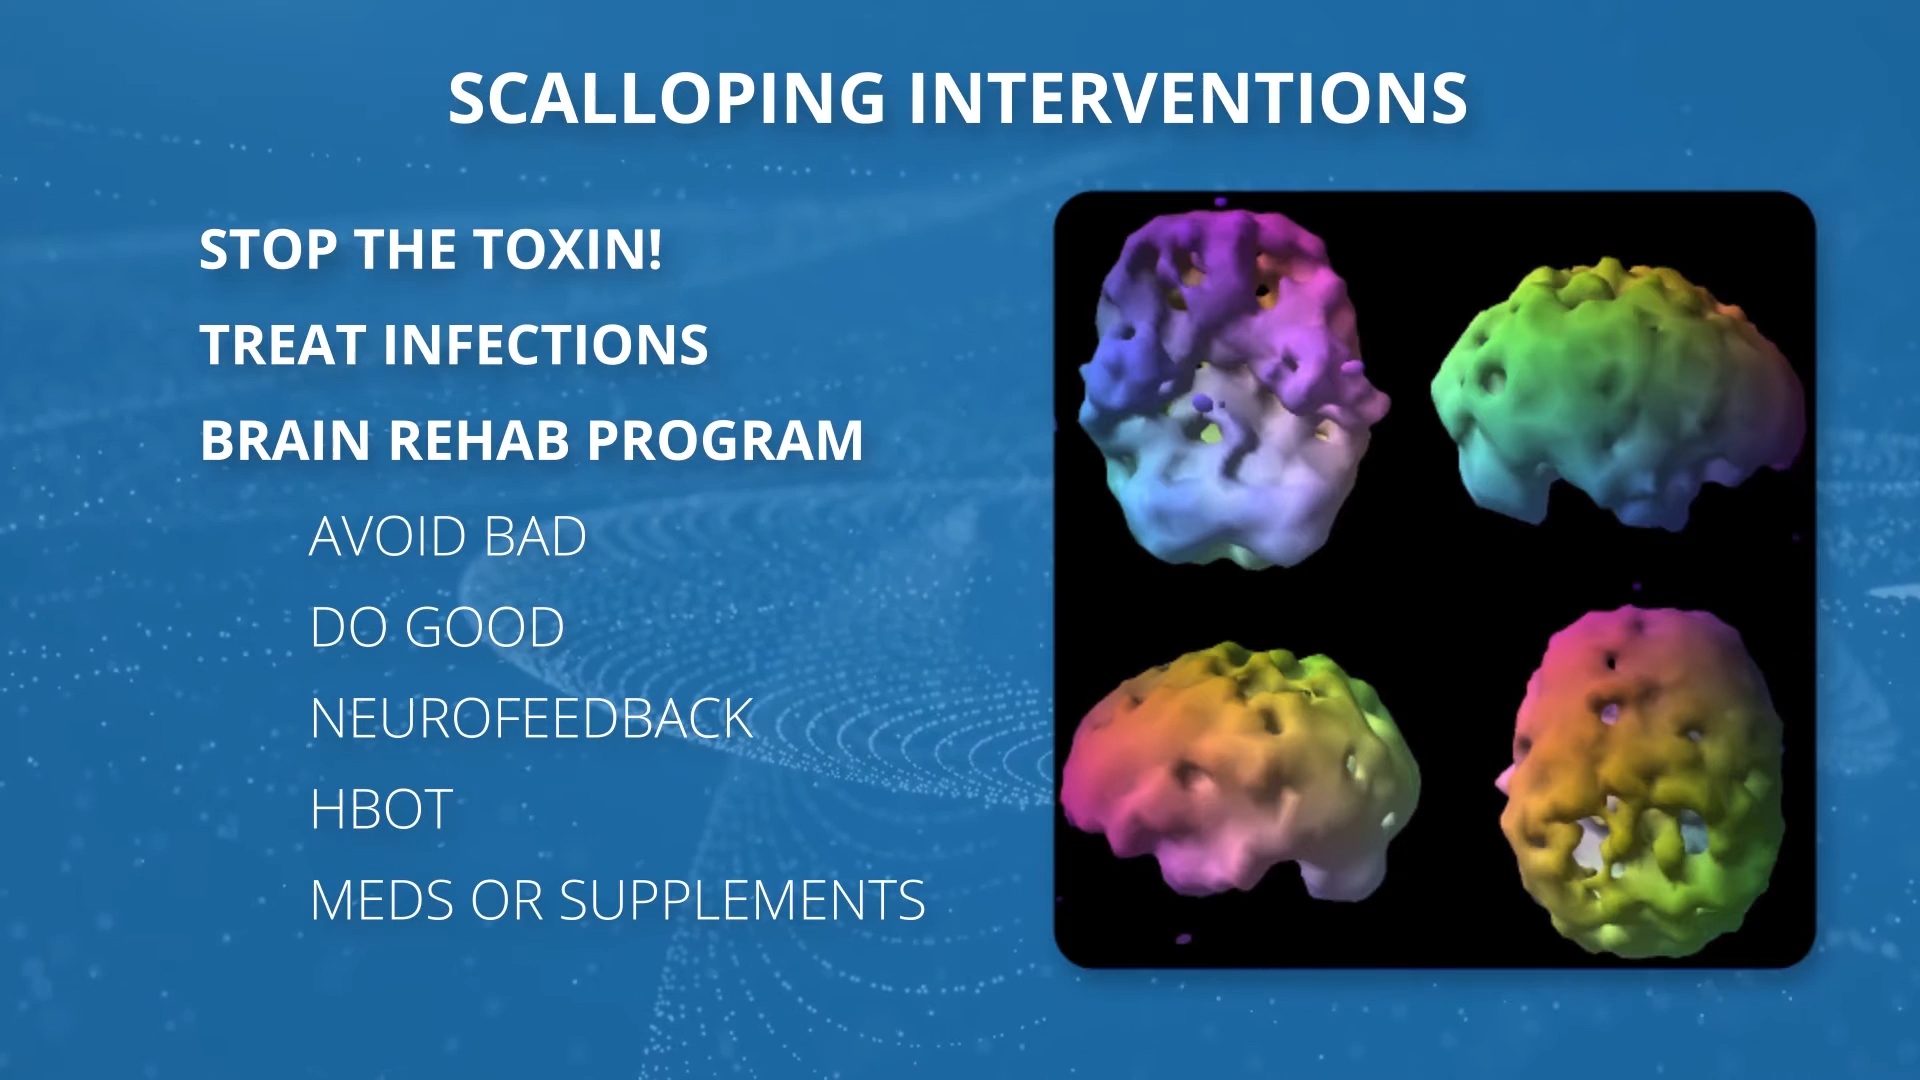 SCALLOPING INTERVENTIONS
STOP THE TOXIN!
TREAT INFECTIONS
BRAIN REHAB PROGRAM
AVOID BAD
DO GOOD
NEUROFEEDBACK
HBOT
MEDS OR SUPPLEMENTS